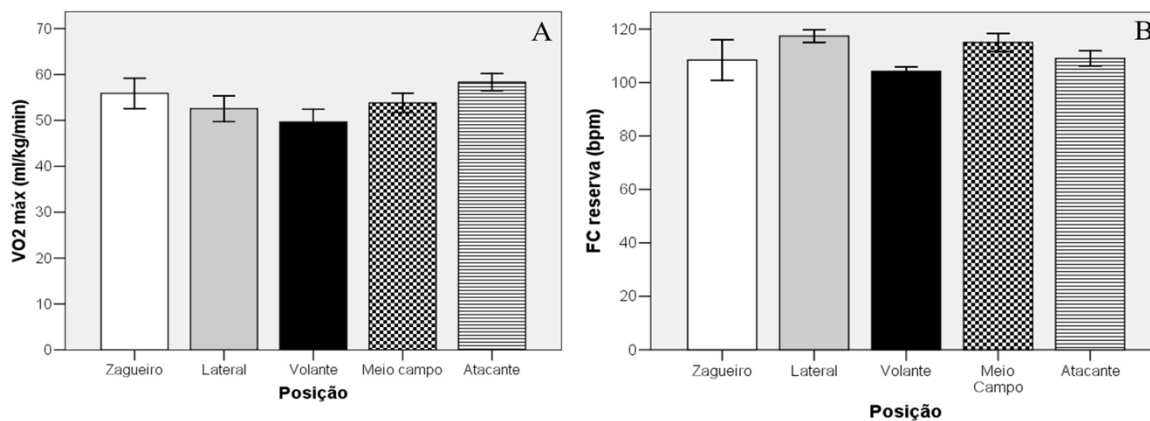 A
VO2 máx (ml/kg/min)
70
60
50
40
30
20
10
0
Zagueiro Lateral Volante Meio campo Atacante
Posição
B
FC reserva (bpm)
120
100
80
60
40
20
0
Zagueiro Lateral Volante Meio Atacante
Campo
Posição